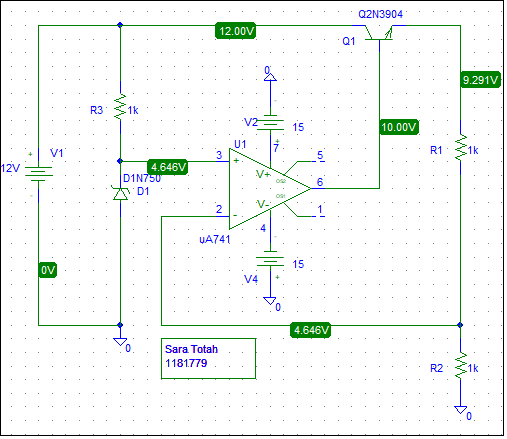 Q2N3904
Q1
12.00V
9.291V
0
R3
1k
V2
15
10.00V
U1
7
R1
1k
V1
12V
3
+
5
V+
OS2
4.646V
D1N750
D1
6
OS1
2
-
V-
1
4
uA741
15
V4
0V
0
4.646V
0
Sara Totah
1181779
R2
1k
0